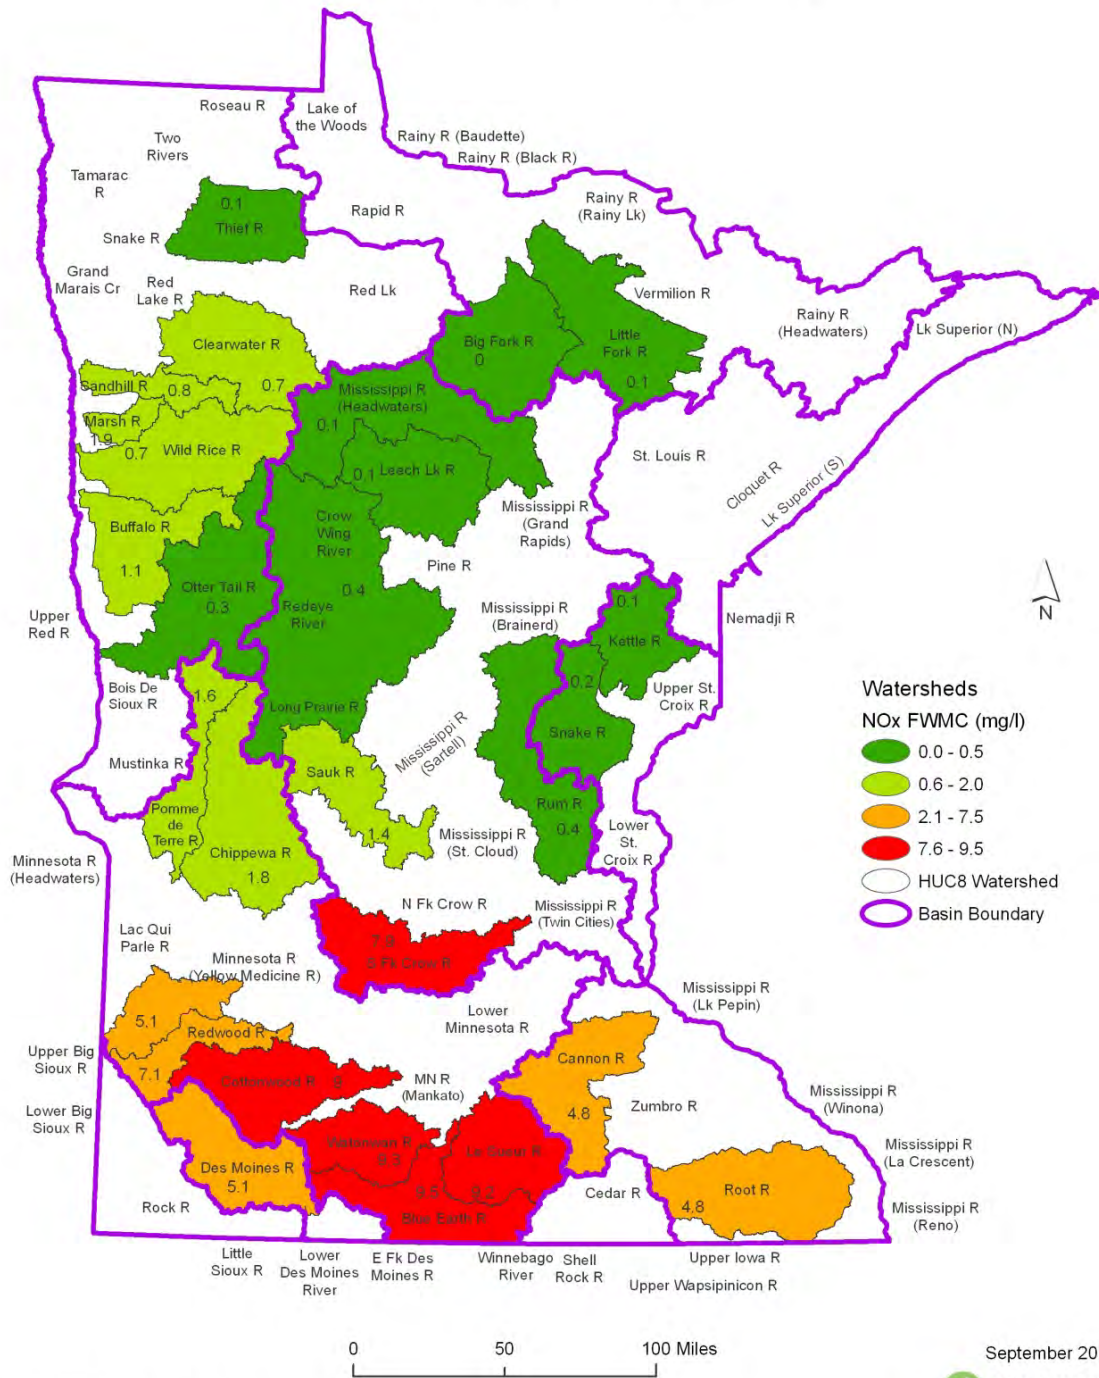 Roseau R
Lake of
the Woods
Two
Rivers
Rainy R (Baudette)
Rainy R (Black R)
Tamarac
R
Rainy R
(Rainy Lk)
0.1
Thief R
Rapid R
Snake R
Grand
Marais Cr
Red
Lake R
Red Lk
Vermilion R
Rainy R
(Headwaters)
Lk Superior (N)
Clearwater R
0.7
Big Fork R
0
Little
Fork R
0.1
Sandhill R
0.8
Mississippi R
(Headwaters)
0.1
Marsh R
1.9
0.7
Wild Rice R
Leech Lk R
0.1
St. Louis R
Cloquet R
Lk Superior (S)
Mississippi R
(Grand
Rapids)
Buffalo R
1.1
Crow
Wing
River
0.4
Pine R
Otter Tail R
0.3
Redeye
River
Mississippi R
(Brainerd)
0.1
Kettle R
Nemadji R
Upper
Red R
N
Bois De
Sioux R
1.6
Long Prairie R
0.2
Snake R
Upper St.
Croix R
Mississippi R
(Sartell)
Mustinka R
Sauk R
1.4
Rum R
0.4
Pomme
de
Terre R
Chippewa R
1.8
Mississippi R
(St. Cloud)
Lower
St.
Croix R
Watersheds
NOx FWMC (mg/l)
0.0 - 0.5
0.6 - 2.0
2.1 - 7.5
7.6 - 9.5
HUC8 Watershed
Basin Boundary
Minnesota R
(Headwaters)
N Fk Crow R
Mississippi R
(Twin Cities)
Lac Qui
Parle R
Minnesota R
(Yellow Medicine R)
S Fk Crow R
Mississippi R
(Lk Pepin)
5.1
Redwood R
Lower
Minnesota R
Upper Big
Sioux R
7.1
Cottonwood R
9
Cannon R
4.8
MN R
(Mankato)
Zumbro R
Mississippi R
(Winona)
Lower Big
Sioux R
Watonwan R
Le Sueur R
9.2
Mississippi R
(La Crescent)
Des Moines R
5.1
9.5
Blue Earth R
Cedar R
Root R
4.8
Rock R
Mississippi R
(Reno)
Little
Sioux R
Lower
Des Moines
River
E Fk Des
Moines R
Winnebago
River
Shell
Rock R
Upper Iowa R
Upper Wapsipinicon R
0 50 100 Miles
September 20